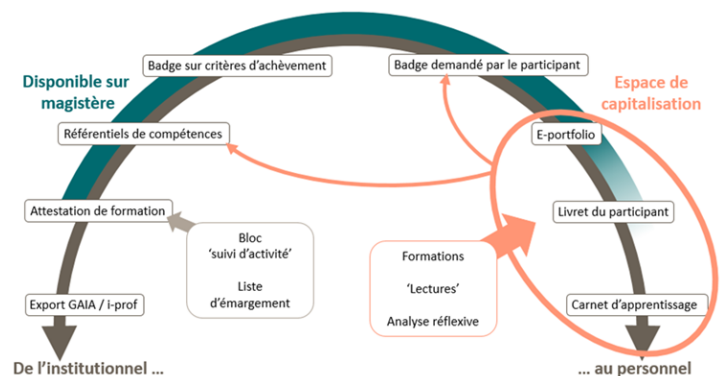 Badge sur critères d'achèvement
Badge demandé par le participant
Disponible sur
magistère
Espace de
capitalisation
Référentiels de compétences
E-portfolio
Attestation de formation
Livret du participant
Bloc
'suivi d'activité'
Liste
d'émargement
Formations
'Lectures'
Analyse réflexive
Export GAIA / i-prof
Carnet d'apprentissage
De l'institutionnel ...
... au personnel